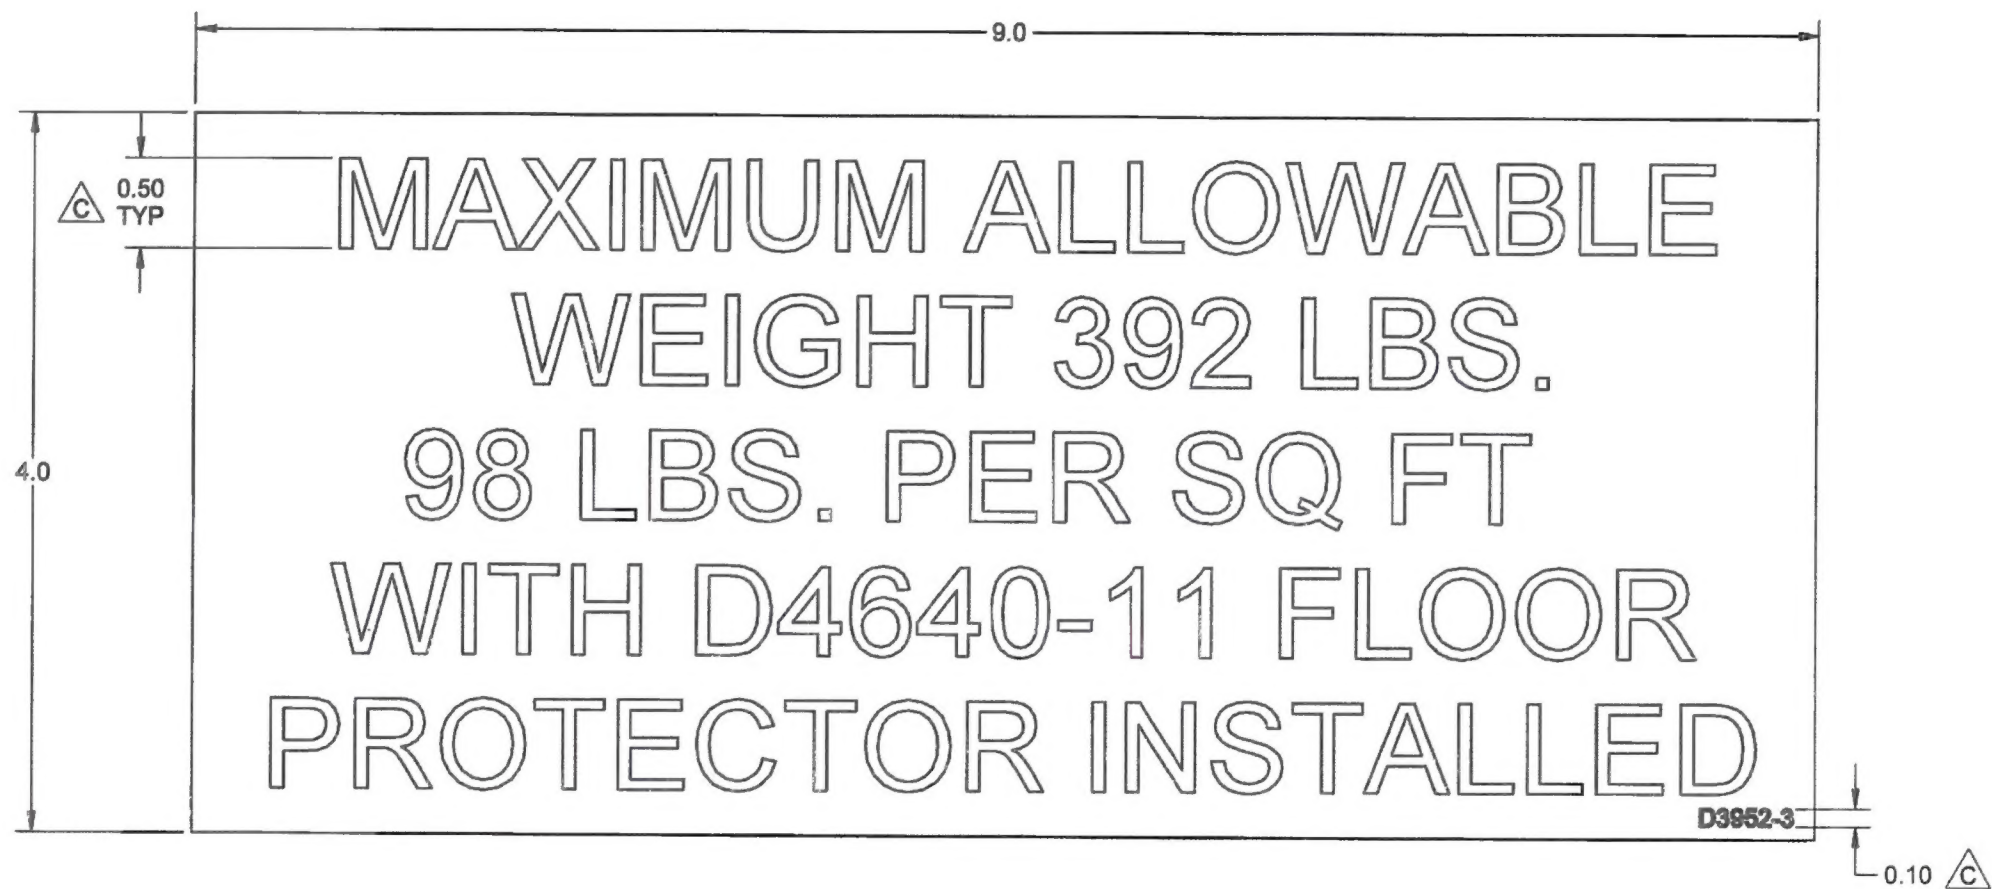 9.0
4.0
C 0.50
TYP
MAXIMUM ALLOWABLE
WEIGHT 392 LBS.
98 LBS. PER SQ FT
WITH D4640-11 FLOOR
PROTECTOR INSTALLED
D3952-3
0.10 C